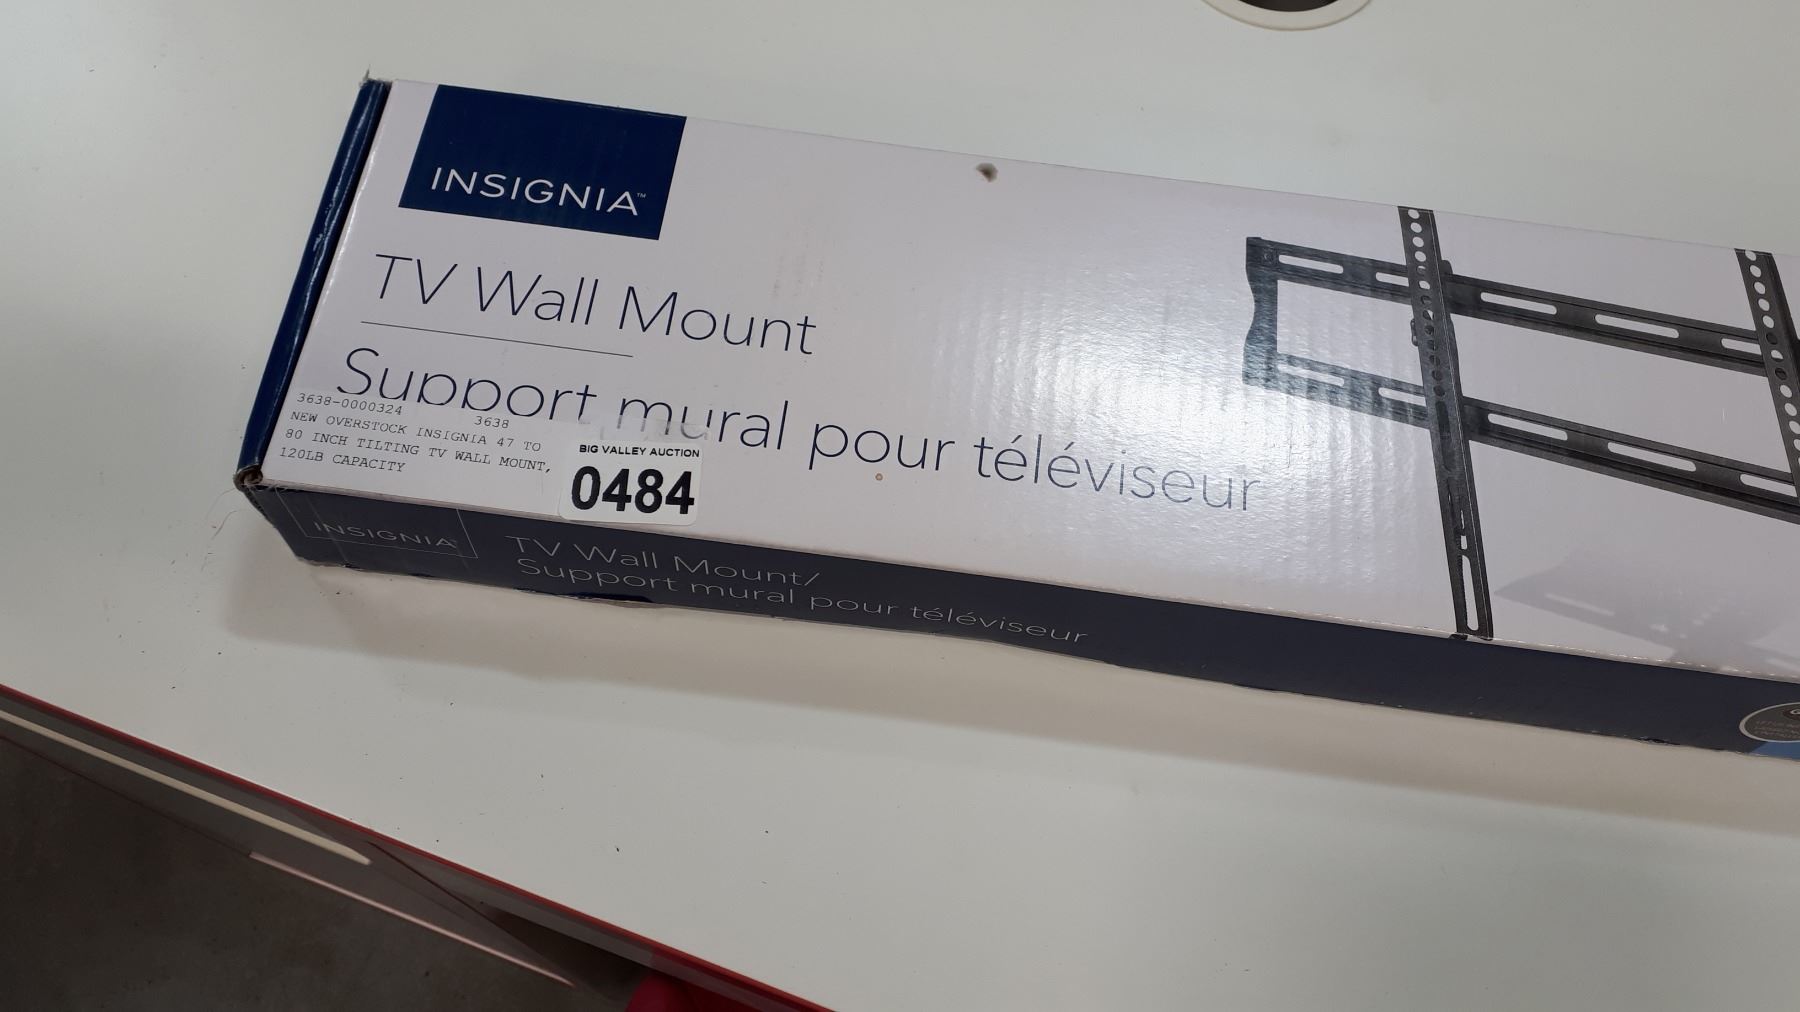 INSIGNIA™
TV Wall Mount
Support mural pour téléviseur
3638-0000324
3638
NEW OVERSTOCK INSIGNIA 47 TO
80 INCH TILTING TV WALL MOUNT,
120LB CAPACITY
BIG VALLEY AUCTION
0484
INSIGNIA
TV Wall Mount/
Support mural pour téléviseur